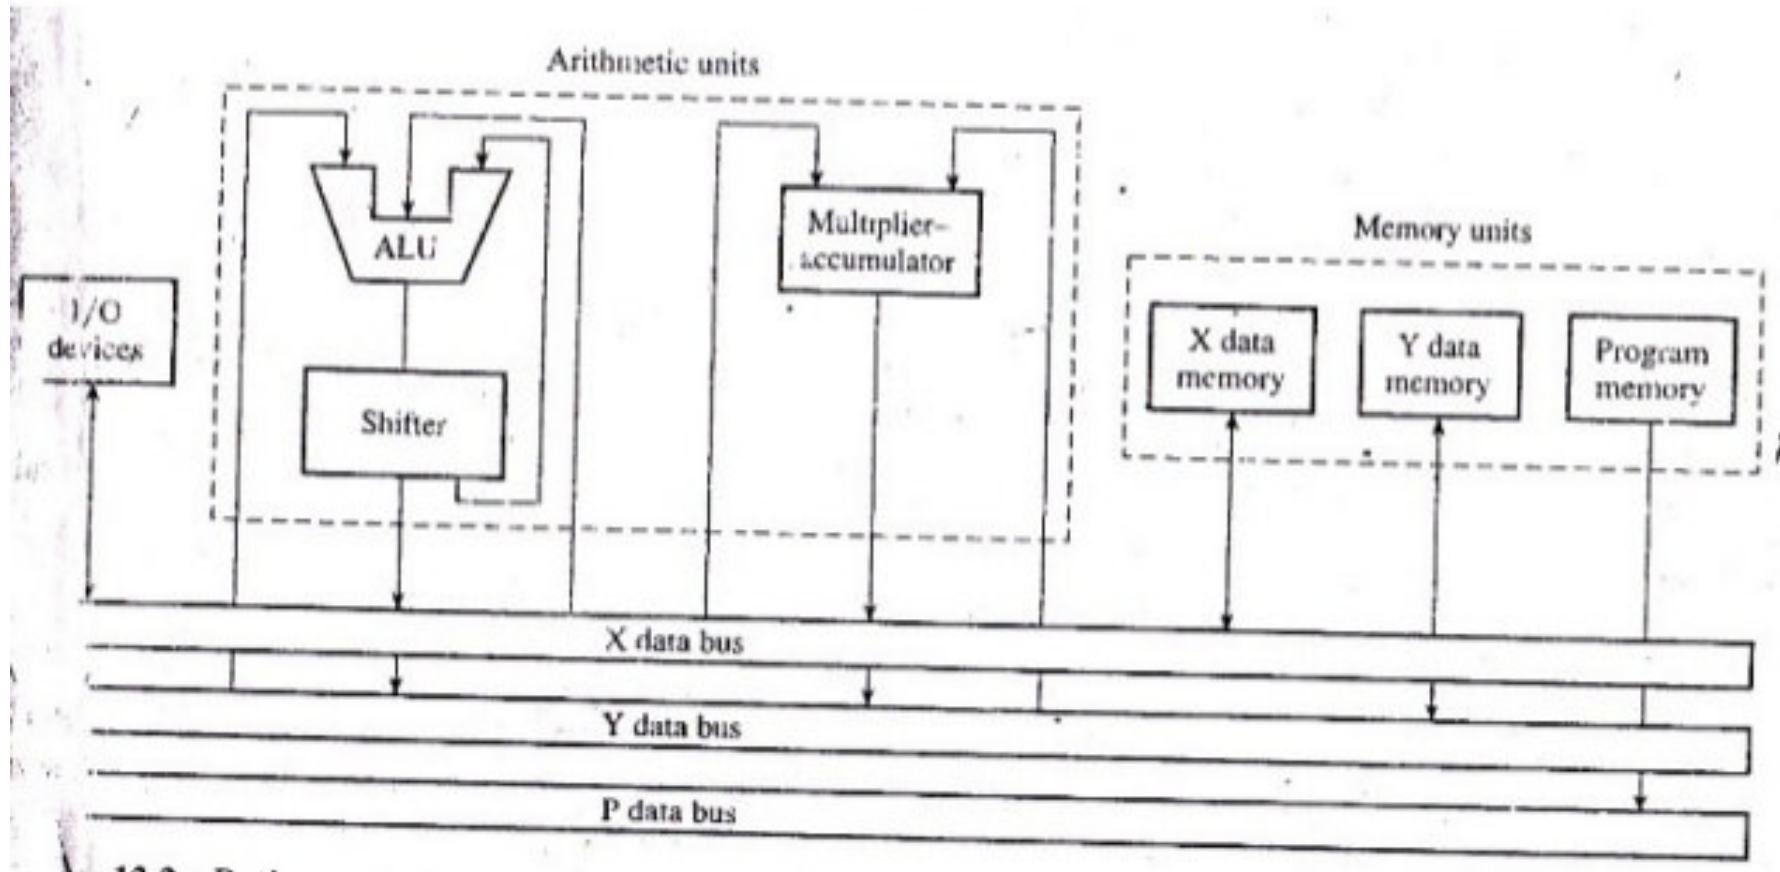 Arithmetic units
ALU
Multiplier-
accumulator
Memory units
I/O
devices
Shifter
X data
memory
Y data
memory
Program
memory
X data bus
Y data bus
P data bus